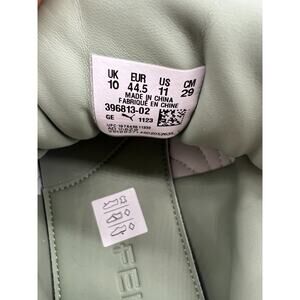 UK EUR US CM
10 44.5 11 29
MADE IN CHINA
FABRIQUÉ EN CHINE
396813-02
GE 1123
FE